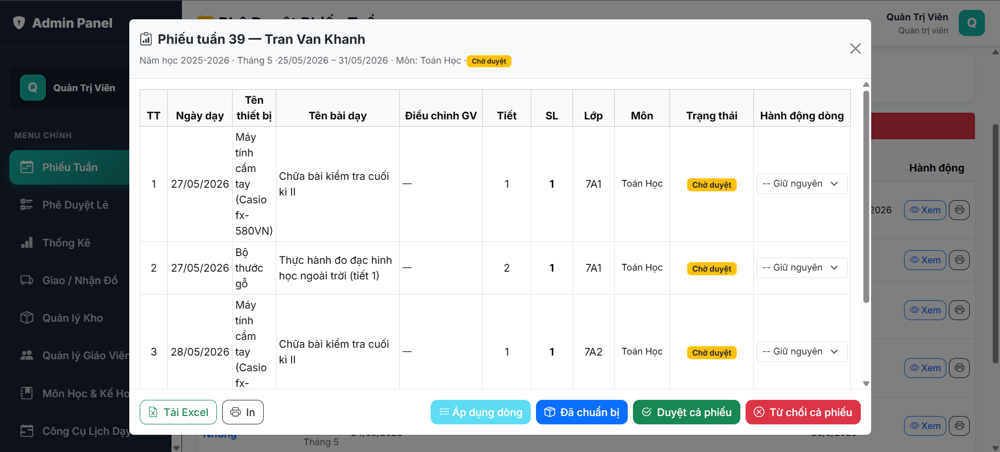 Admin Panel
Quản Trị Viên
Quản trị viên
Q
Q
Quản Trị Viên
MENU CHÍNH
Phiếu Tuần
Phê Duyệt Lẻ
Thống Kê
Giao / Nhận Đồ
Quản lý Kho
Quản lý Giáo Viên
Môn Học & Kế Ho
Công Cụ Lịch Dạy
Phiếu tuần 39 — Tran Van Khanh
Năm học 2025-2026 · Tháng 5 ·25/05/2026 – 31/05/2026 · Môn: Toán Học · Chờ duyệt
TT Ngày dạy Tên thiết bị Tên bài dạy Điều chỉnh GV Tiết SL Lớp Môn Trạng thái Hành động dòng
1 27/05/2026 Máy tính cầm tay (Casio fx-580VN) Chữa bài kiểm tra cuối kì II — 1 1 7A1 Toán Học Chờ duyệt -- Giữ nguyên
2 27/05/2026 Bộ thước gỗ Thực hành đo đạc hình học ngoài trời (tiết 1) — 2 1 7A1 Toán Học Chờ duyệt -- Giữ nguyên
3 28/05/2026 Máy tính cầm tay (Casio fx- Chữa bài kiểm tra cuối kì II — 1 1 7A2 Toán Học Chờ duyệt -- Giữ nguyên
Tải Excel
In
Áp dụng dòng
Đã chuẩn bị
Duyệt cả phiếu
Từ chối cả phiếu
Hành động
2026 Xem
Xem
Xem
Xem
Xem
Tháng 5